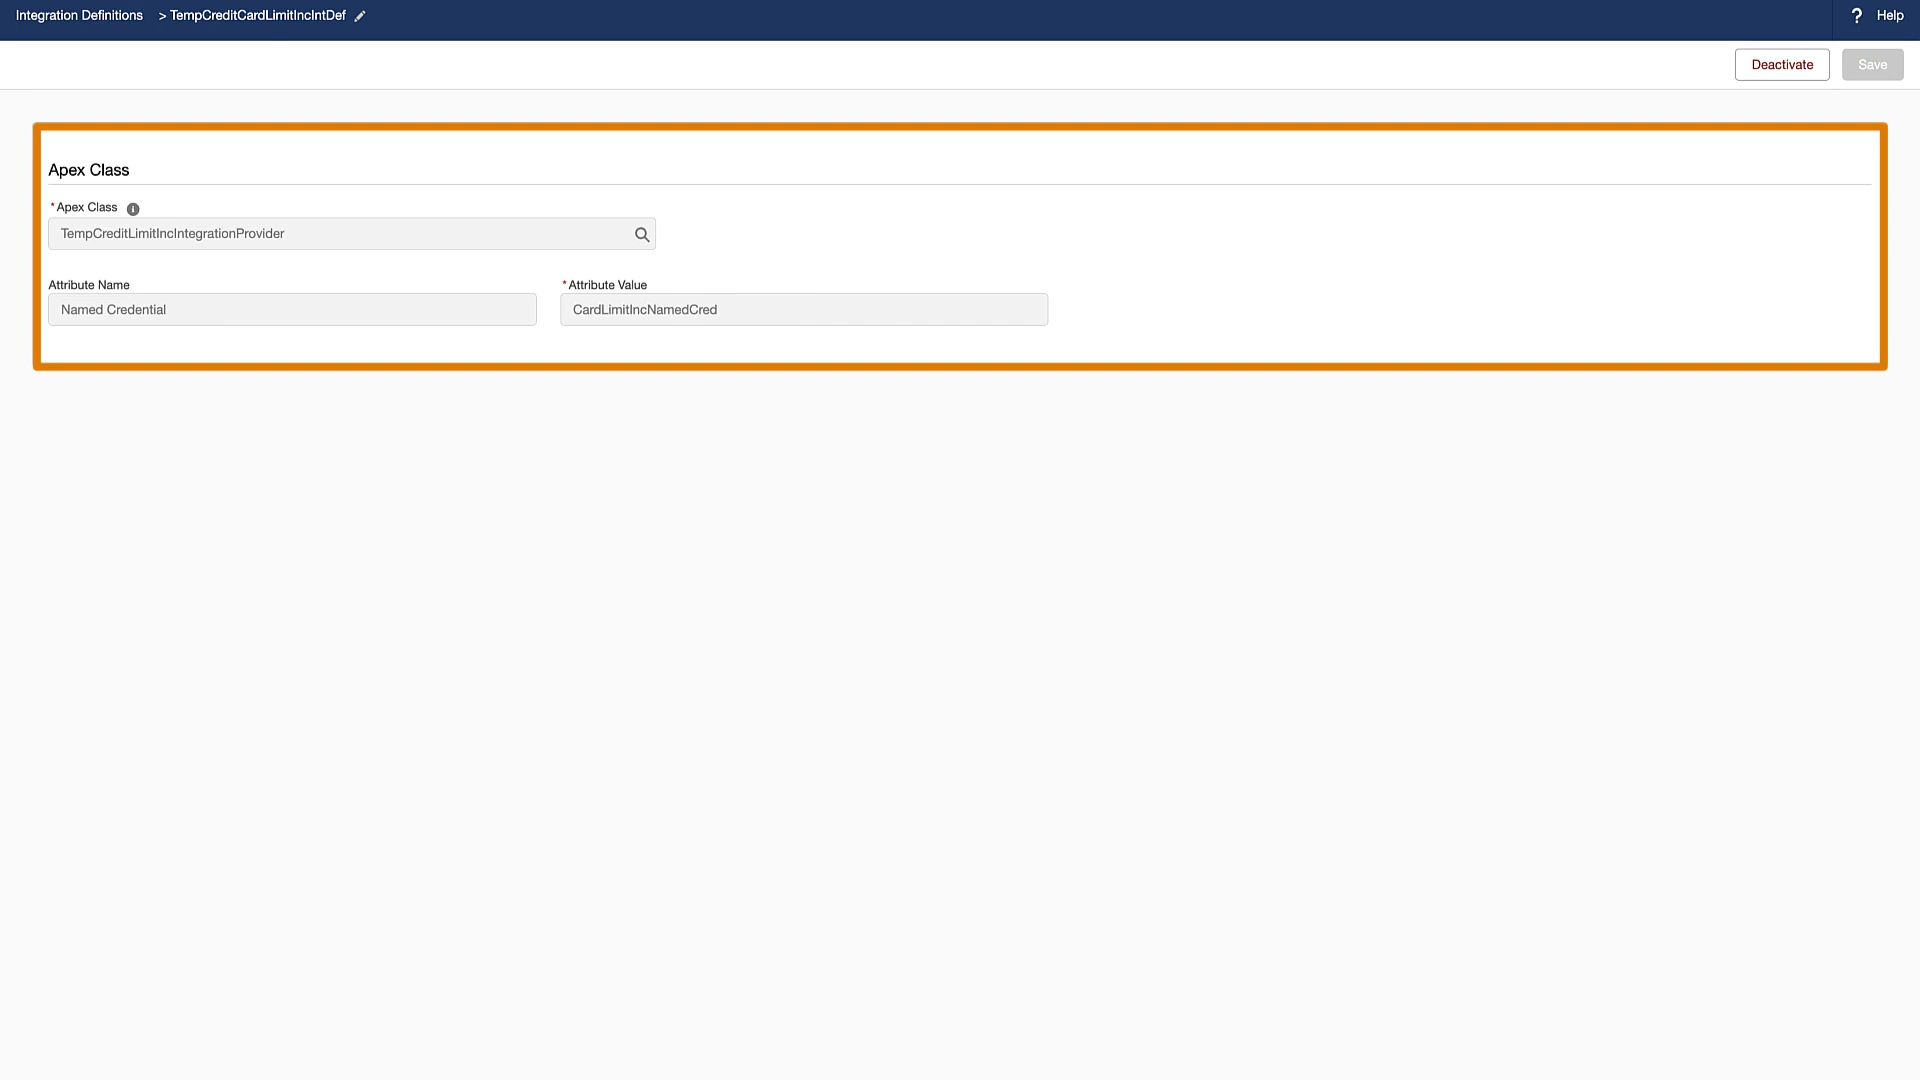 Integration Definitions > TempCreditCardLimitIncIntDef ? Help
Deactivate Save
Apex Class
*Apex Class i
TempCreditLimitIncIntegrationProvider
Attribute Name *Attribute Value
Named Credential CardLimitIncNamedCred